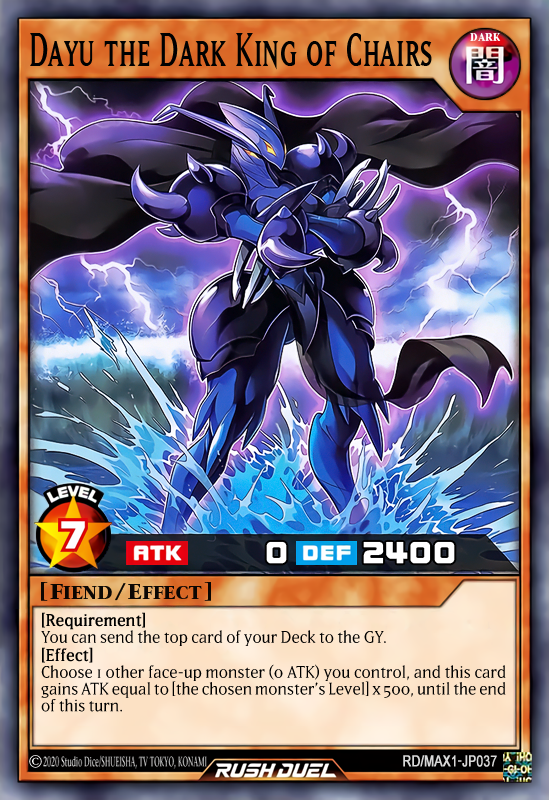 Dayu the Dark King of Chairs
DARK
闇
LEVEL
7
ATK 0 DEF 2400
[Fiend/Effect]
[Requirement]
You can send the top card of your Deck to the GY.
[Effect]
Choose 1 other face-up monster (0 ATK) you control, and this card
gains ATK equal to [the chosen monster's Level] x 500, until the end
of this turn.
©2020 Studio Dice/SHUEISHA, TV TOKYO, KONAMI
RUSH DUEL
RD/MAX1-JP037